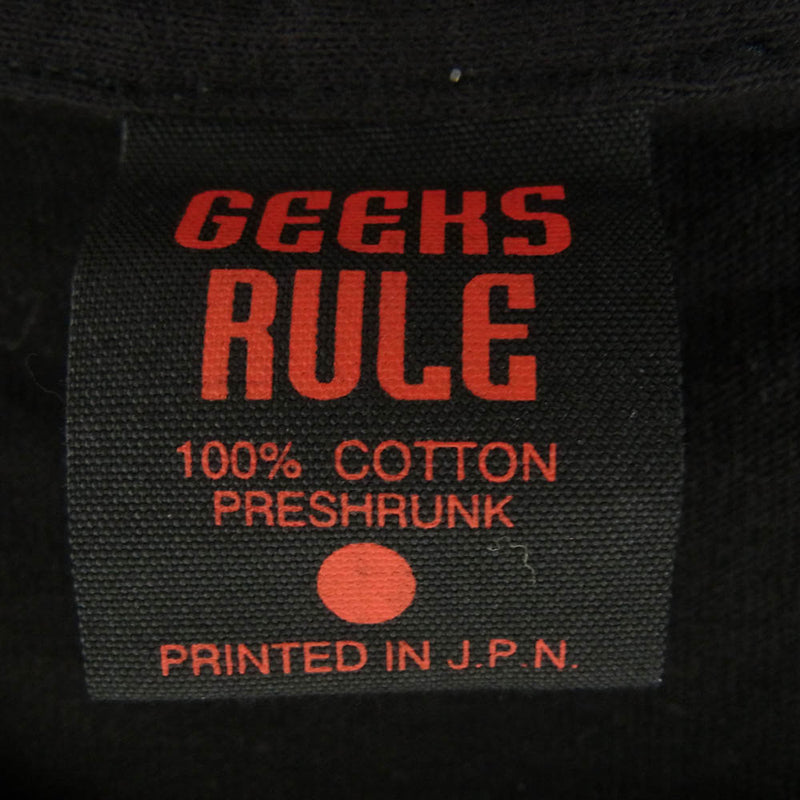 GEEKS
RULE
100% COTTON
PRESHRUNK
PRINTED IN J.P.N.